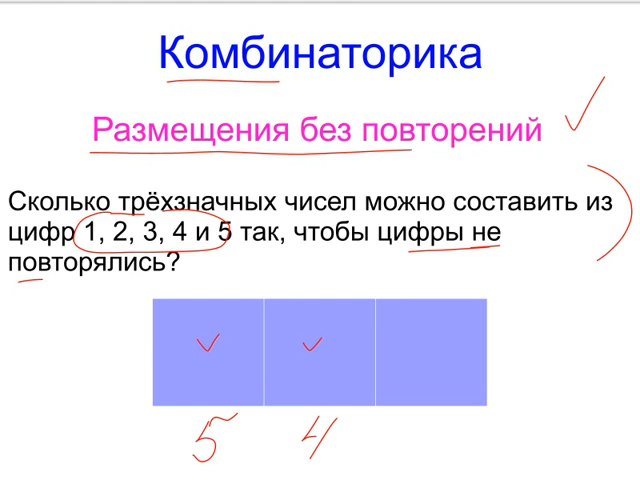 Комбинаторика
Размещения без повторений
Сколько трёхзначных чисел можно составить из
цифр 1, 2, 3, 4 и 5 так, чтобы цифры не
повторялись?
5 4